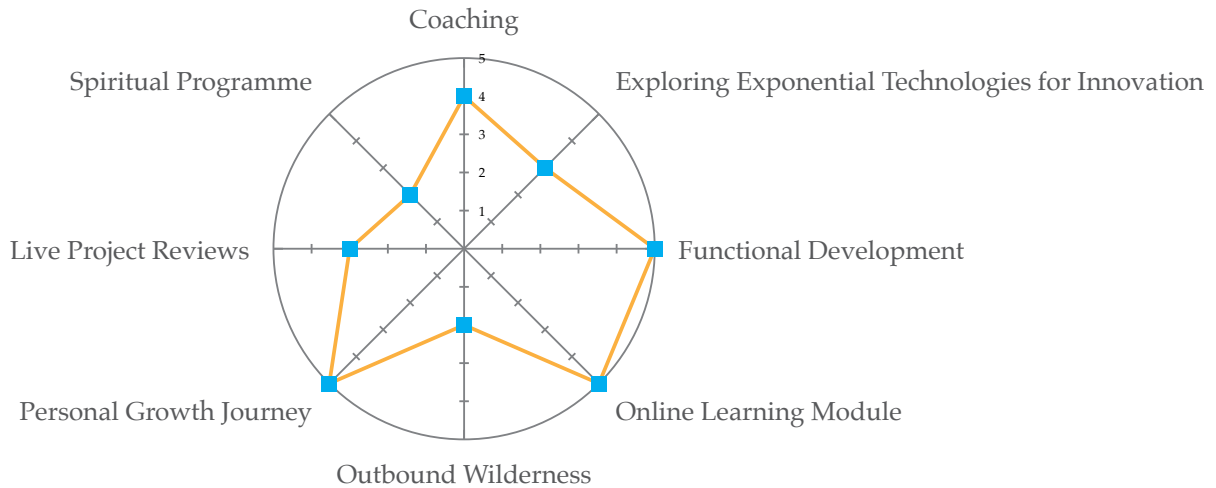 Coaching
5
Spiritual Programme
Exploring Exponential Technologies for Innovation
4
3
2
1
Live Project Reviews
Functional Development
Personal Growth Journey
Online Learning Module
Outbound Wilderness